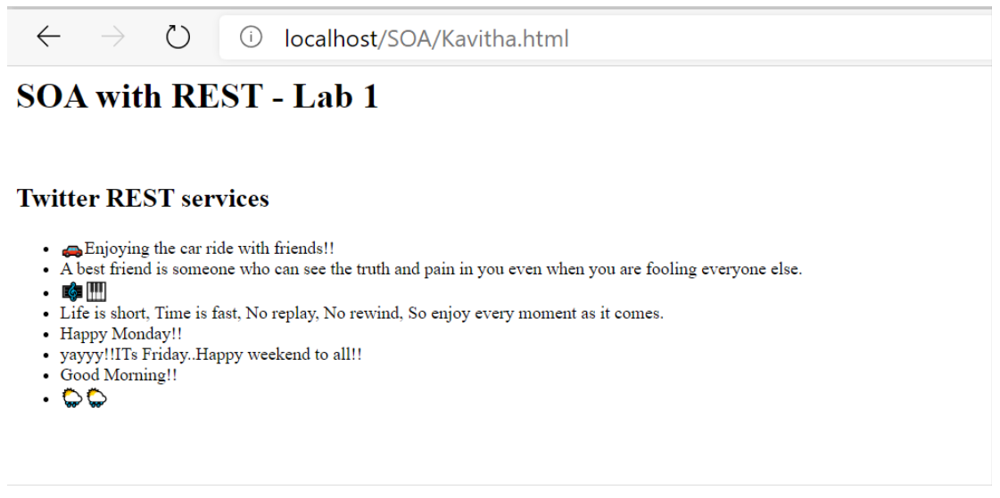 localhost/SOA/Kavitha.html
SOA with REST - Lab 1
Twitter REST services
🚗Enjoying the car ride with friends!!
A best friend is someone who can see the truth and pain in you even when you are fooling everyone else.
🎼🎹
Life is short, Time is fast, No replay, No rewind, So enjoy every moment as it comes.
Happy Monday!!
yayyy!!ITs Friday..Happy weekend to all!!
Good Morning!!
🌦🌦